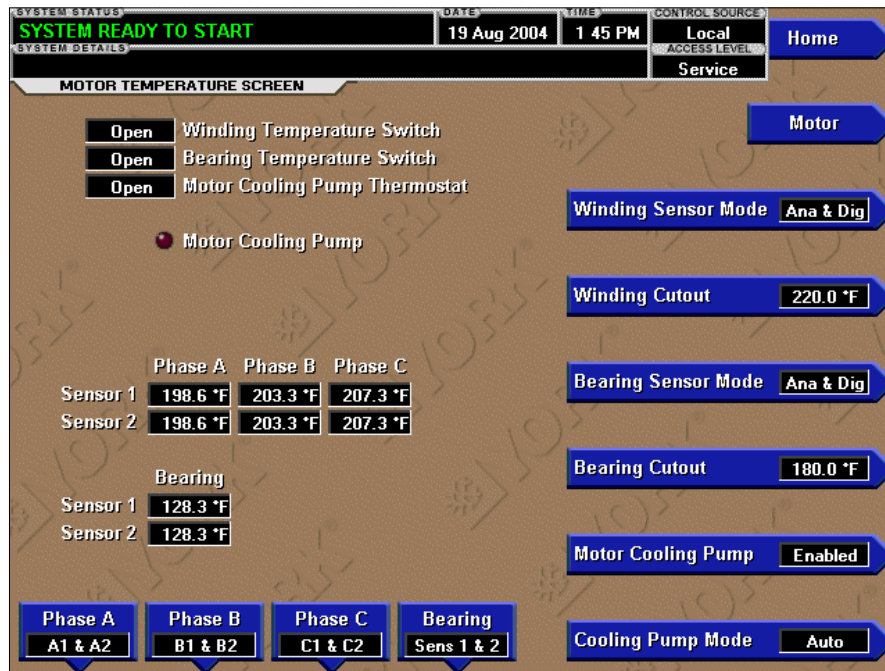 SYSTEM STATUS
SYSTEM READY TO START
SYSTEM DETAILS
DATE
19 Aug 2004
TIME
1 45 PM
CONTROL SOURCE
Local
ACCESS LEVEL
Service
Home
MOTOR TEMPERATURE SCREEN
Open Winding Temperature Switch
Open Bearing Temperature Switch
Open Motor Cooling Pump Thermostat
Motor Cooling Pump
Motor
Winding Sensor Mode Ana & Dig
Winding Cutout 220.0 °F
Bearing Sensor Mode Ana & Dig
Bearing Cutout 180.0 °F
Motor Cooling Pump Enabled
Cooling Pump Mode Auto
Phase A Phase B Phase C
Sensor 1 198.6 °F 203.3 °F 207.3 °F
Sensor 2 198.6 °F 203.3 °F 207.3 °F
Bearing
Sensor 1 128.3 °F
Sensor 2 128.3 °F
Phase A
A1 & A2
Phase B
B1 & B2
Phase C
C1 & C2
Bearing
Sens 1 & 2
YORK